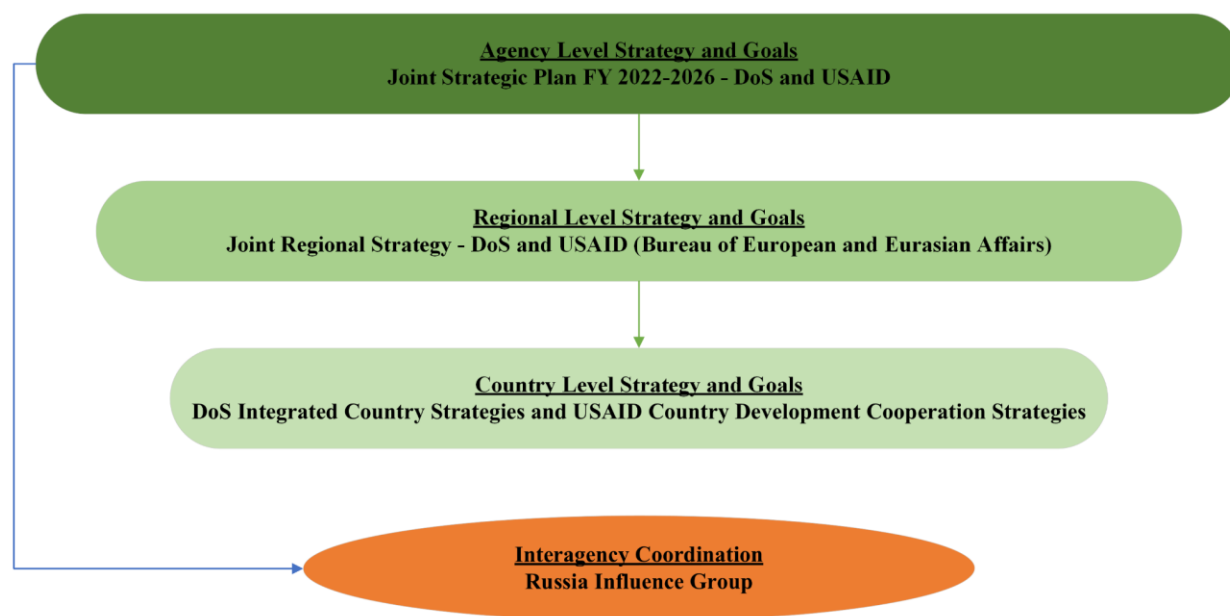 Agency Level Strategy and Goals
Joint Strategic Plan FY 2022-2026 - DoS and USAID
Regional Level Strategy and Goals
Joint Regional Strategy - DoS and USAID (Bureau of European and Eurasian Affairs)
Country Level Strategy and Goals
DoS Integrated Country Strategies and USAID Country Development Cooperation Strategies
Interagency Coordination
Russia Influence Group